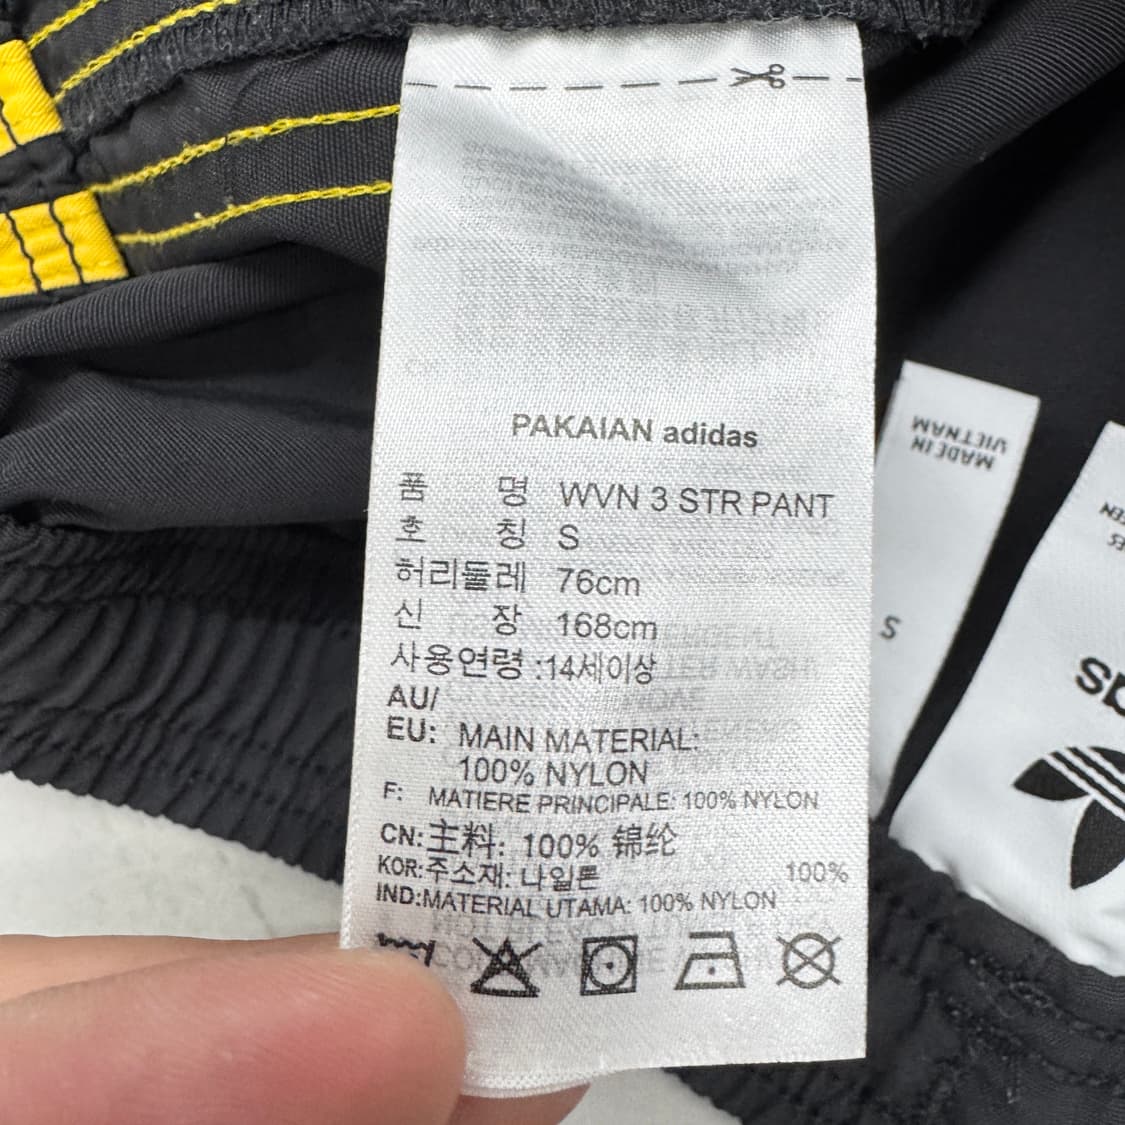 PAKAIAN adidas
품 명 WVN 3 STR PANT
호 칭 S
허리둘레 76cm
신 장 168cm
사용연령 :14세이상
AU/
EU: MAIN MATERIAL:
100% NYLON
F: MATIERE PRINCIPALE: 100% NYLON
CN: 主料: 100% 锦纶
KOR:주소재: 나일론 100%
IND:MATERIAL UTAMA: 100% NYLON
MADE IN
VIETNAM
S